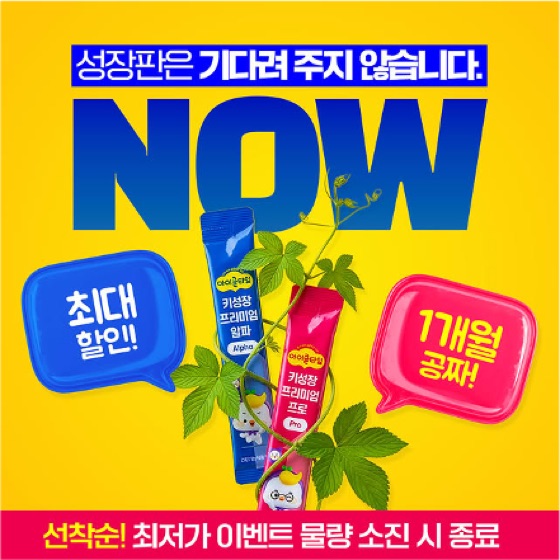 성장판은 기다려 주지 않습니다.
NOW
최대
할인!
아이클타임
키성장
프리미엄
알파
Alpha
아이클타임
키성장
프리미엄
프로
Pro
1개월
공짜!
선착순! 최저가 이벤트 물량 소진 시 종료